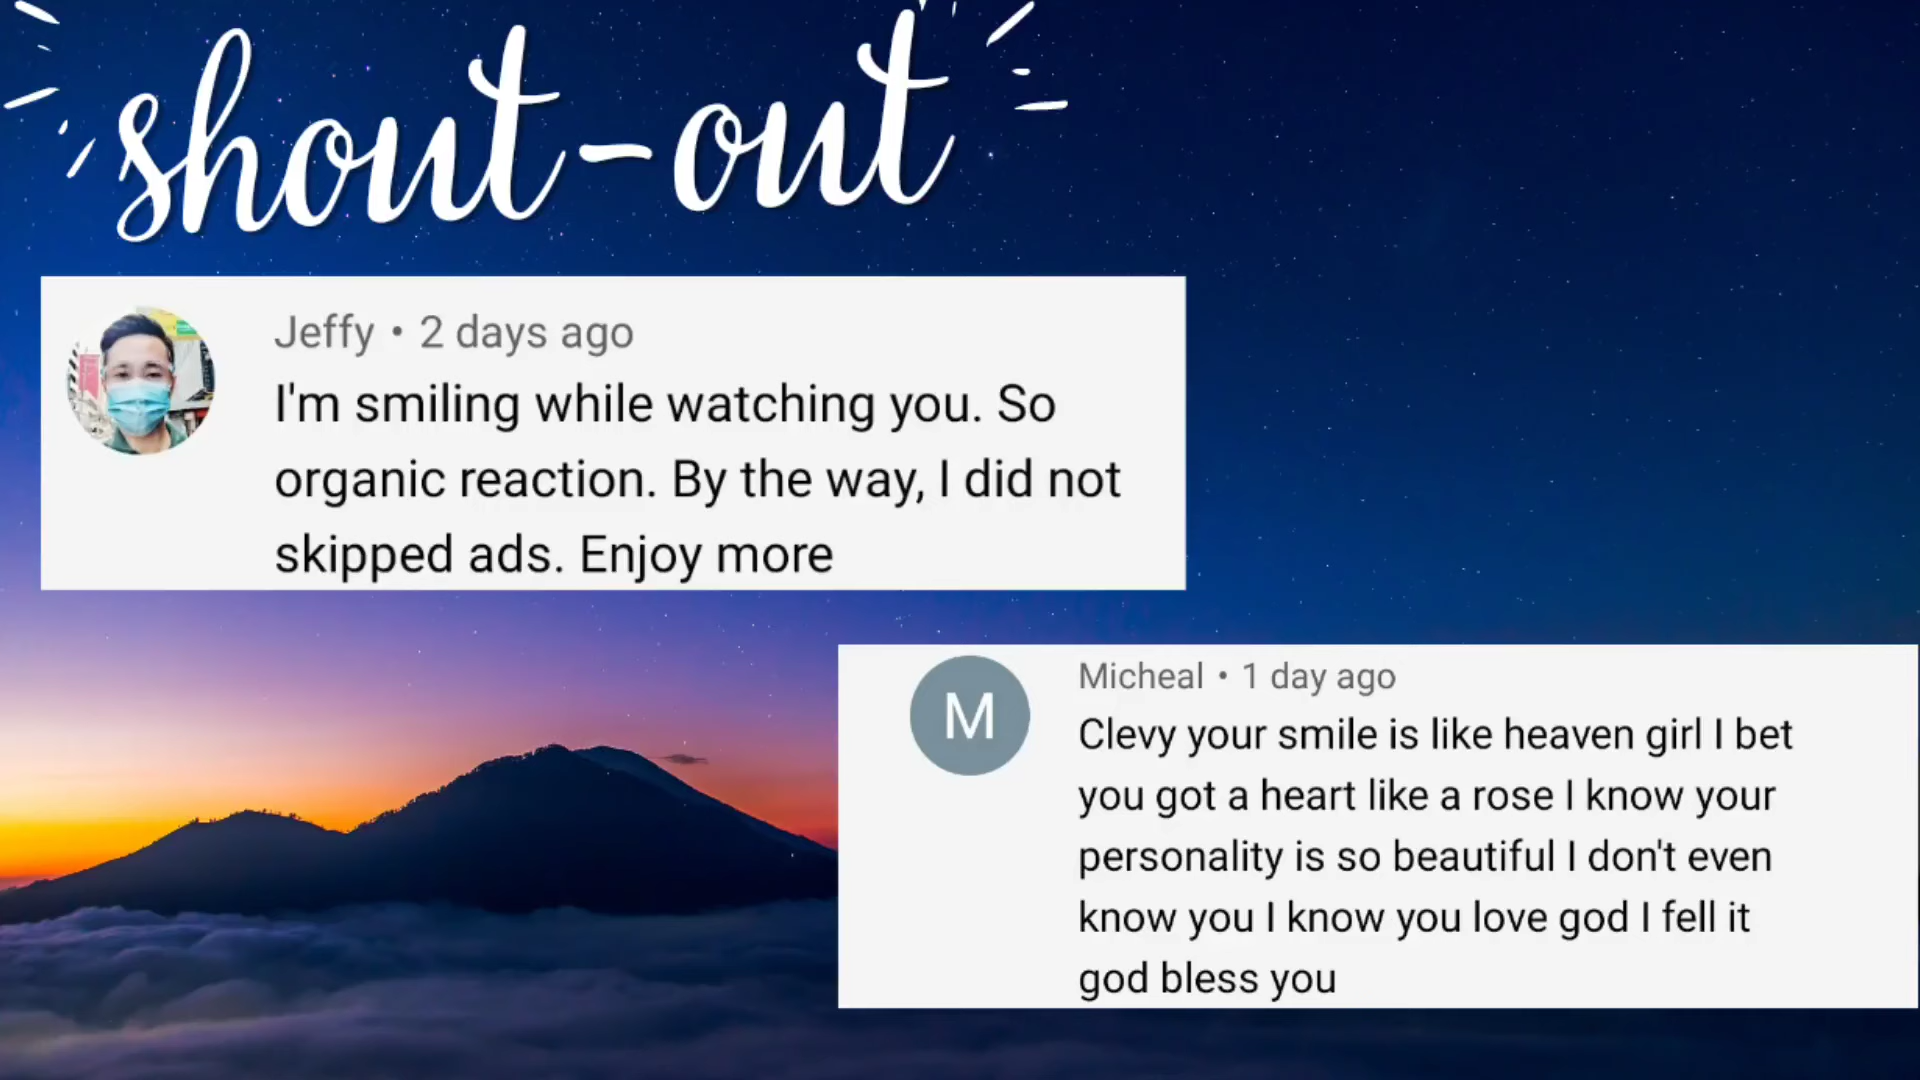 shout-out
Jeffy • 2 days ago
I'm smiling while watching you. So
organic reaction. By the way, I did not
skipped ads. Enjoy more
M
Micheal • 1 day ago
Clevy your smile is like heaven girl I bet
you got a heart like a rose I know your
personality is so beautiful I don't even
know you I know you love god I fell it
god bless you